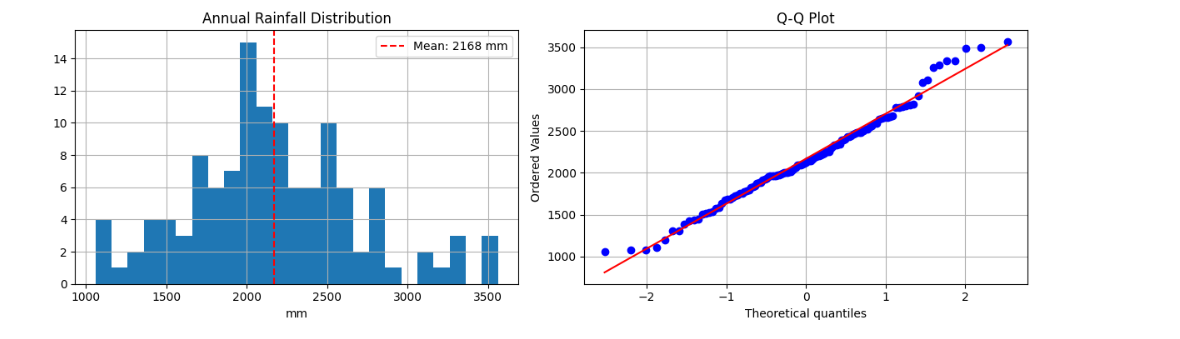 Annual Rainfall Distribution
Mean: 2168 mm
14
12
10
8
6
4
2
0
1000 1500 2000 2500 3000 3500
mm
Q-Q Plot
Ordered Values
3500
3000
2500
2000
1500
1000
−2 −1 0 1 2
Theoretical quantiles